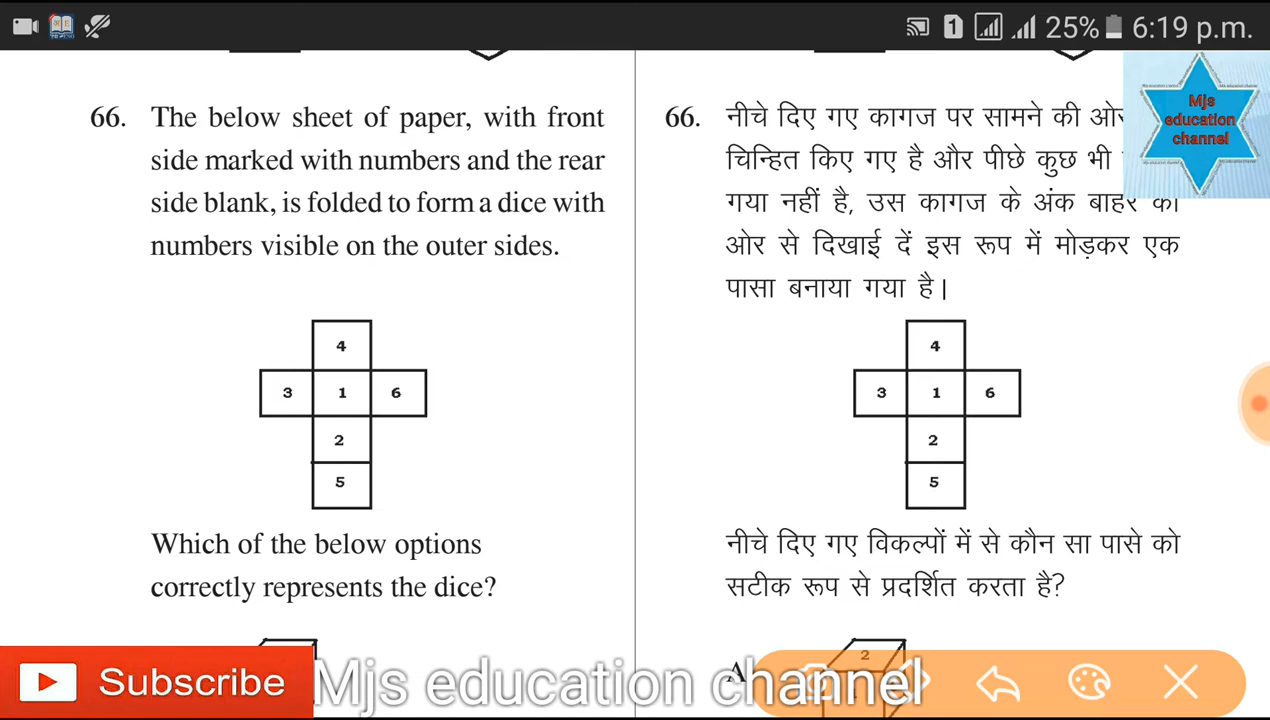 25% 6:19 p.m.
Mjs
education
channel
66. The below sheet of paper, with front
side marked with numbers and the rear
side blank, is folded to form a dice with
numbers visible on the outer sides.
4
3 1 6
2
5
Which of the below options
correctly represents the dice?
66. नीचे दिए गए कागज पर सामने की ओर
चिन्हित किए गए है और पीछे कुछ भी
गया नहीं है, उस कागज के अंक बाहर की
ओर से दिखाई दें इस रूप में मोड़कर एक
पासा बनाया गया है।
4
3 1 6
2
5
नीचे दिए गए विकल्पों में से कौन सा पासे को
सटीक रूप से प्रदर्शित करता है?
A
2
Subscribe Mjs education channel